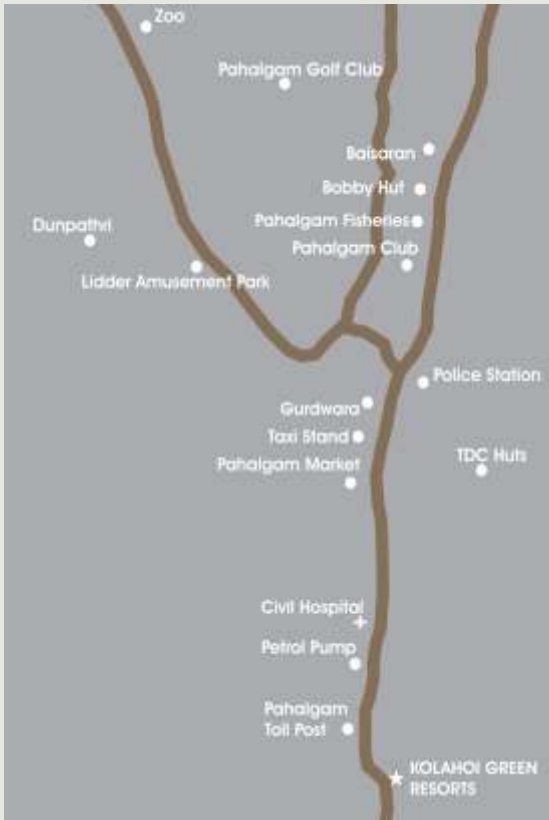 Zoo
Pahalgam Golf Club
Baisaran
Bobby Hut
Pahalgam Fisheries
Dunpathri
Pahalgam Club
Lidder Amusement Park
Police Station
Gurdwara
Taxi Stand
TDC Huts
Pahalgam Market
Civil Hospital
Petrol Pump
Pahalgam
Toll Post
KOLAHOI GREEN
RESORTS